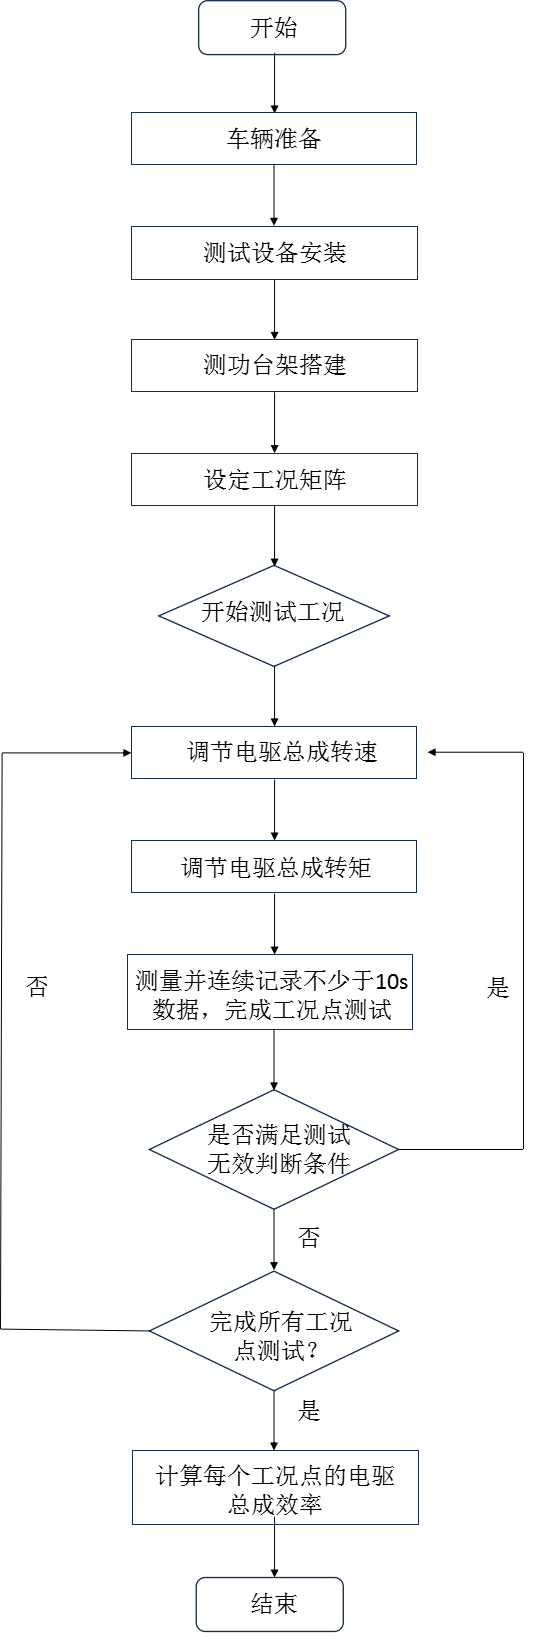 开始
车辆准备
测试设备安装
测功台架搭建
设定工况矩阵
开始测试工况
调节电驱总成转速
调节电驱总成转矩
否
是
测量并连续记录不少于10s
数据，完成工况点测试
是否满足测试
无效判断条件
否
完成所有工况
点测试？
是
计算每个工况点的电驱
总成效率
结束